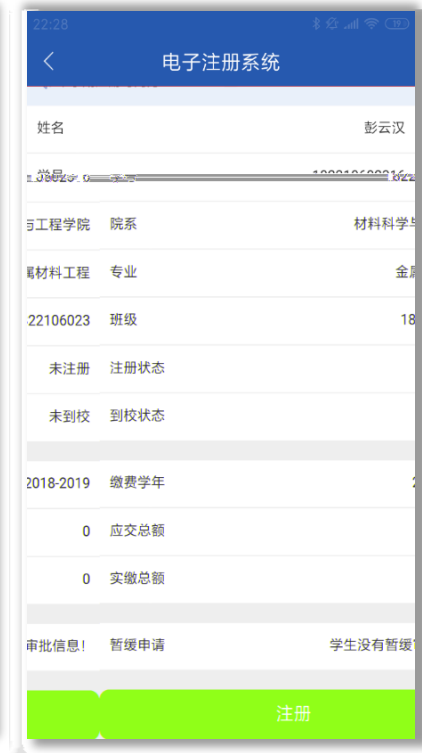 22:28
电子注册系统
姓名 彭云汉
与工程学院 院系 材料科学与
属材料工程 专业 金属
22106023 班级 18
未注册 注册状态
未到校 到校状态
2018-2019 缴费学年 2
0 应交总额
0 实缴总额
审批信息! 暂缓申请 学生没有暂缓
注册